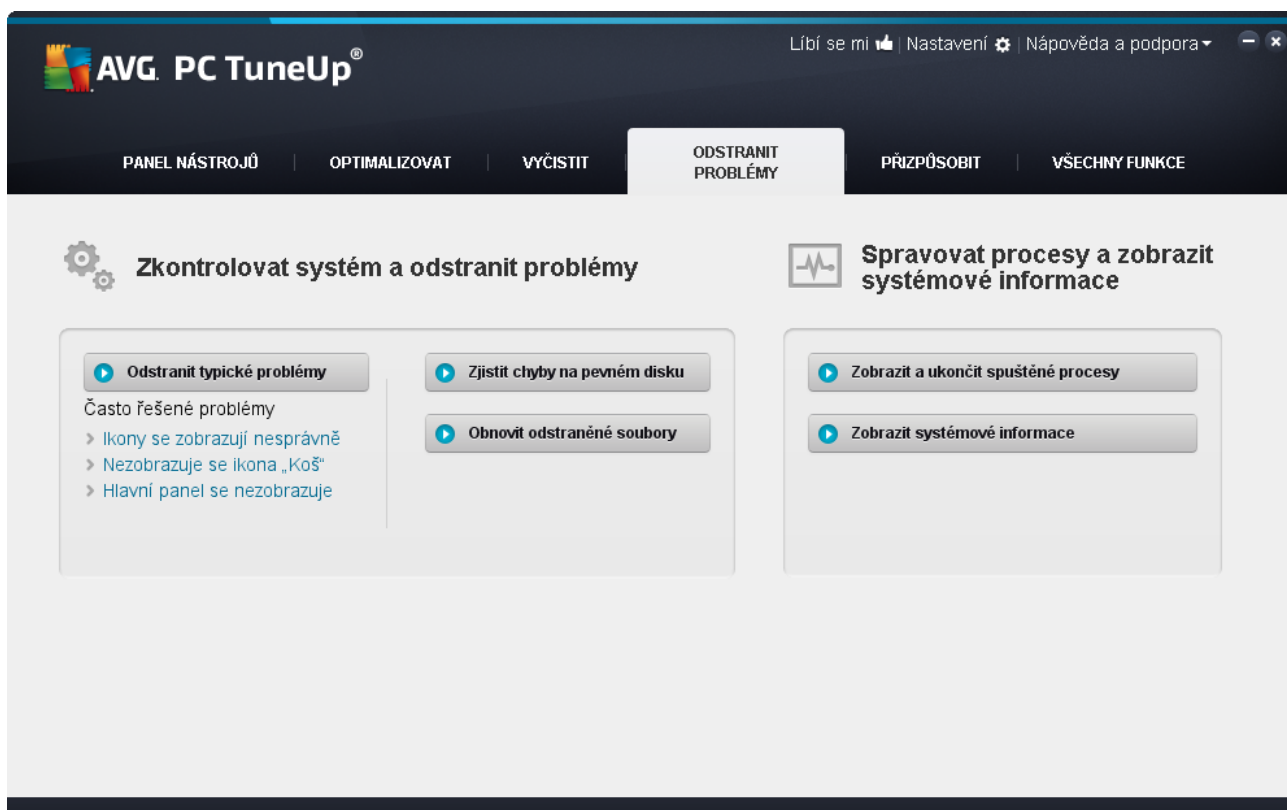 Líbí se mi | Nastavení | Nápověda a podpora
AVG. PC TuneUp®
PANEL NÁSTROJŮ
OPTIMALIZOVAT
VYČISTIT
ODSTRANIT
PROBLÉMY
PŘIZPŮSOBIT
VŠECHNY FUNKCE
Zkontrolovat systém a odstranit problémy
Odstranit typické problémy
Často řešené problémy
Ikony se zobrazují nesprávně
Nezobrazuje se ikona „Koš“
Hlavní panel se nezobrazuje
Zjistit chyby na pevném disku
Obnovit odstraněné soubory
Spravovat procesy a zobrazit
systémové informace
Zobrazit a ukončit spuštěné procesy
Zobrazit systémové informace